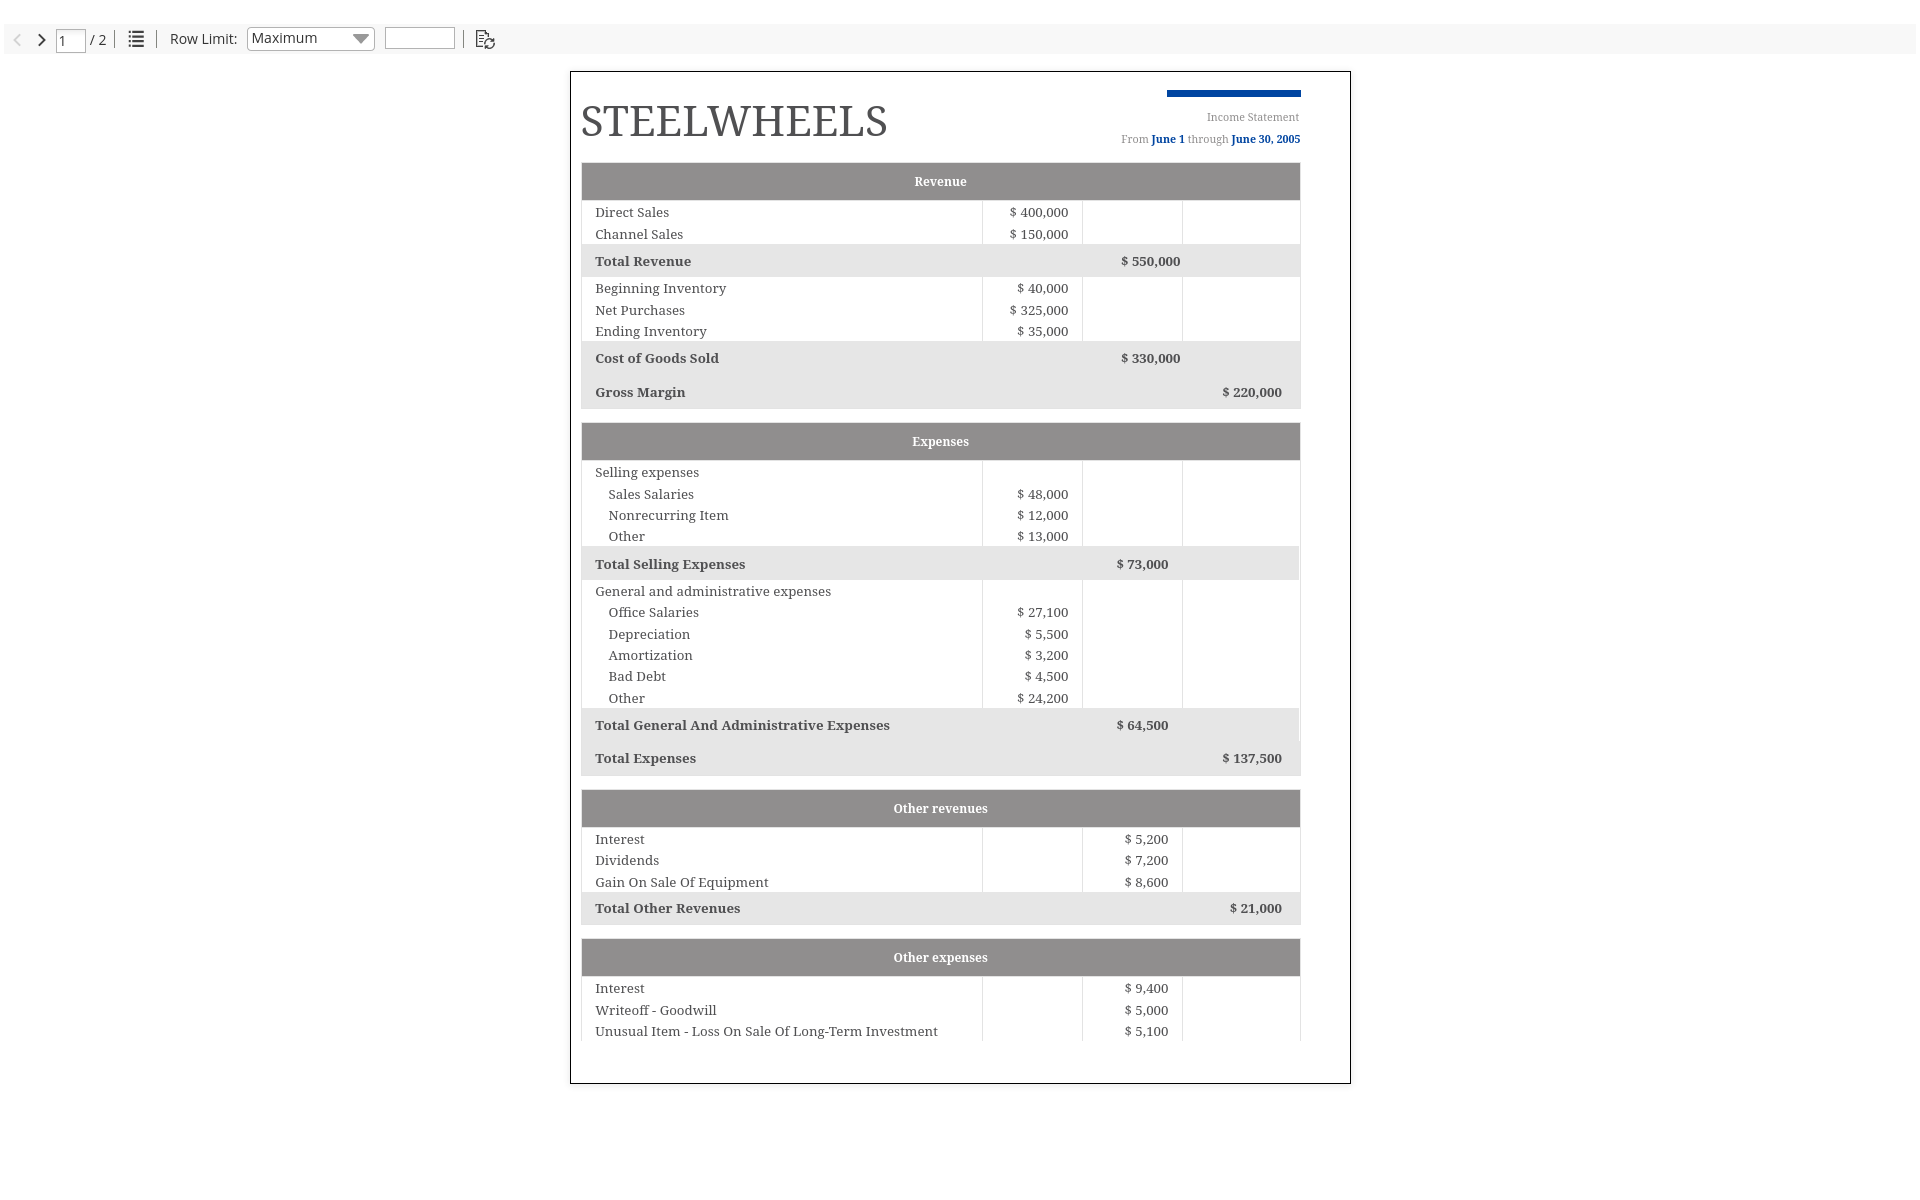 1 / 2 Row Limit: Maximum
STEELWHEELS
Income Statement
From June 1 through June 30, 2005
Revenue
Direct Sales $ 400,000
Channel Sales $ 150,000
Total Revenue $ 550,000
Beginning Inventory $ 40,000
Net Purchases $ 325,000
Ending Inventory $ 35,000
Cost of Goods Sold $ 330,000
Gross Margin $ 220,000
Expenses
Selling expenses
Sales Salaries $ 48,000
Nonrecurring Item $ 12,000
Other $ 13,000
Total Selling Expenses $ 73,000
General and administrative expenses
Office Salaries $ 27,100
Depreciation $ 5,500
Amortization $ 3,200
Bad Debt $ 4,500
Other $ 24,200
Total General And Administrative Expenses $ 64,500
Total Expenses $ 137,500
Other revenues
Interest $ 5,200
Dividends $ 7,200
Gain On Sale Of Equipment $ 8,600
Total Other Revenues $ 21,000
Other expenses
Interest $ 9,400
Writeoff - Goodwill $ 5,000
Unusual Item - Loss On Sale Of Long-Term Investment $ 5,100